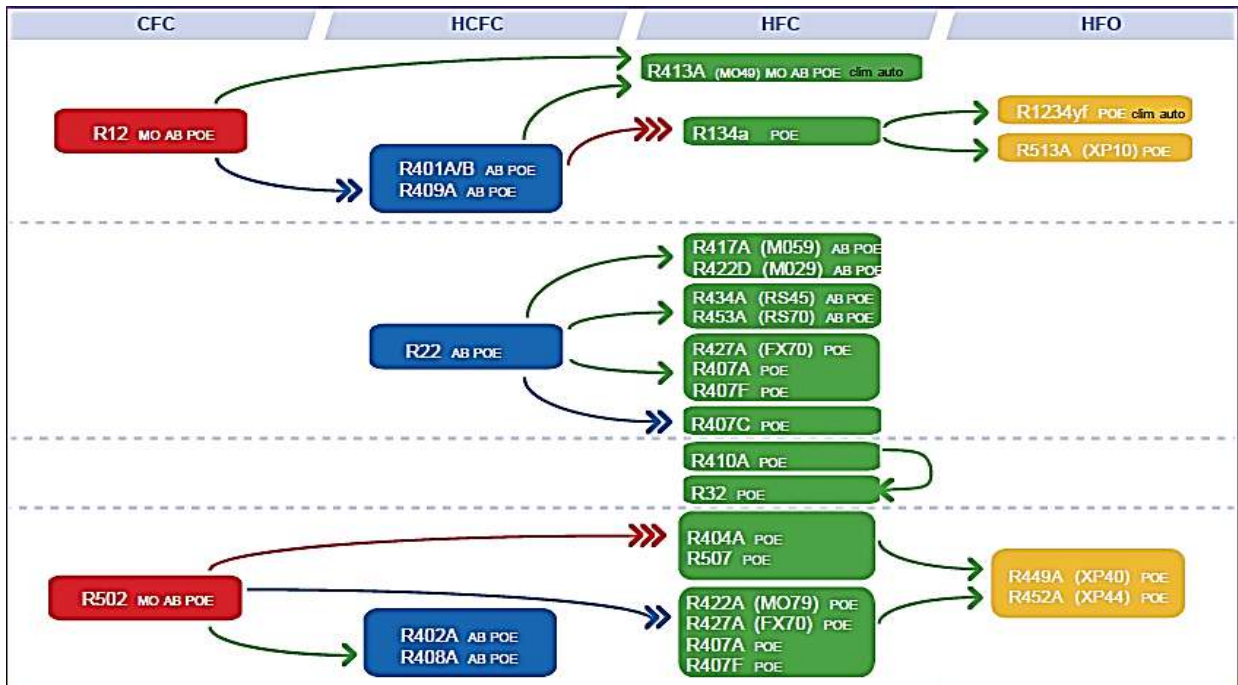 CFC HCFC HFC HFO
R413A (MO49) MO AB POE clim auto
R12 MO AB POE
R401A/B AB POE
R409A AB POE
R134a POE
R1234yf POE clim auto
R513A (XP10) POE
R417A (M059) AB POE
R422D (M029) AB POE
R434A (RS45) AB POE
R453A (RS70) AB POE
R22 AB POE
R427A (FX70) POE
R407A POE
R407F POE
R407C POE
R410A POE
R32 POE
R404A POE
R507 POE
R502 MO AB POE
R449A (XP40) POE
R452A (XP44) POE
R402A AB POE
R408A AB POE
R422A (MO79) POE
R427A (FX70) POE
R407A POE
R407F POE